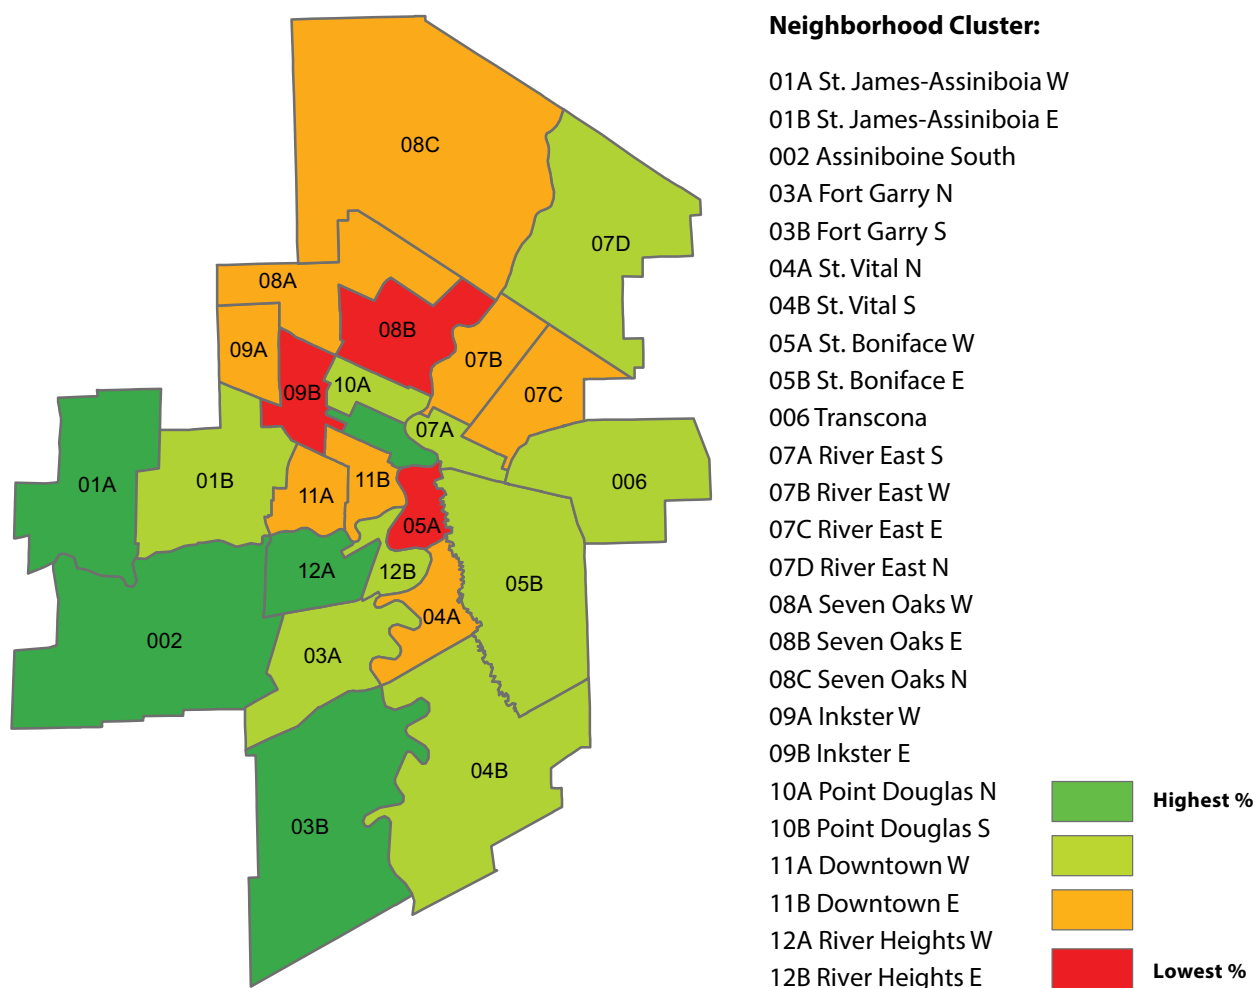 Neighborhood Cluster:
01A St. James-Assiniboia W
01B St. James-Assiniboia E
002 Assiniboine South
03A Fort Garry N
03B Fort Garry S
04A St. Vital N
04B St. Vital S
05A St. Boniface W
05B St. Boniface E
006 Transcona
07A River East S
07B River East W
07C River East E
07D River East N
08A Seven Oaks W
08B Seven Oaks E
08C Seven Oaks N
09A Inkster W
09B Inkster E
10A Point Douglas N
10B Point Douglas S
11A Downtown W
11B Downtown E
12A River Heights W
12B River Heights E
Highest %
Lowest %
08C
07D
08A
08B
09A
07B
10A
09B
07C
07A
11B
006
01A
01B
11A
05A
12A
12B
05B
04A
002
03A
04B
03B